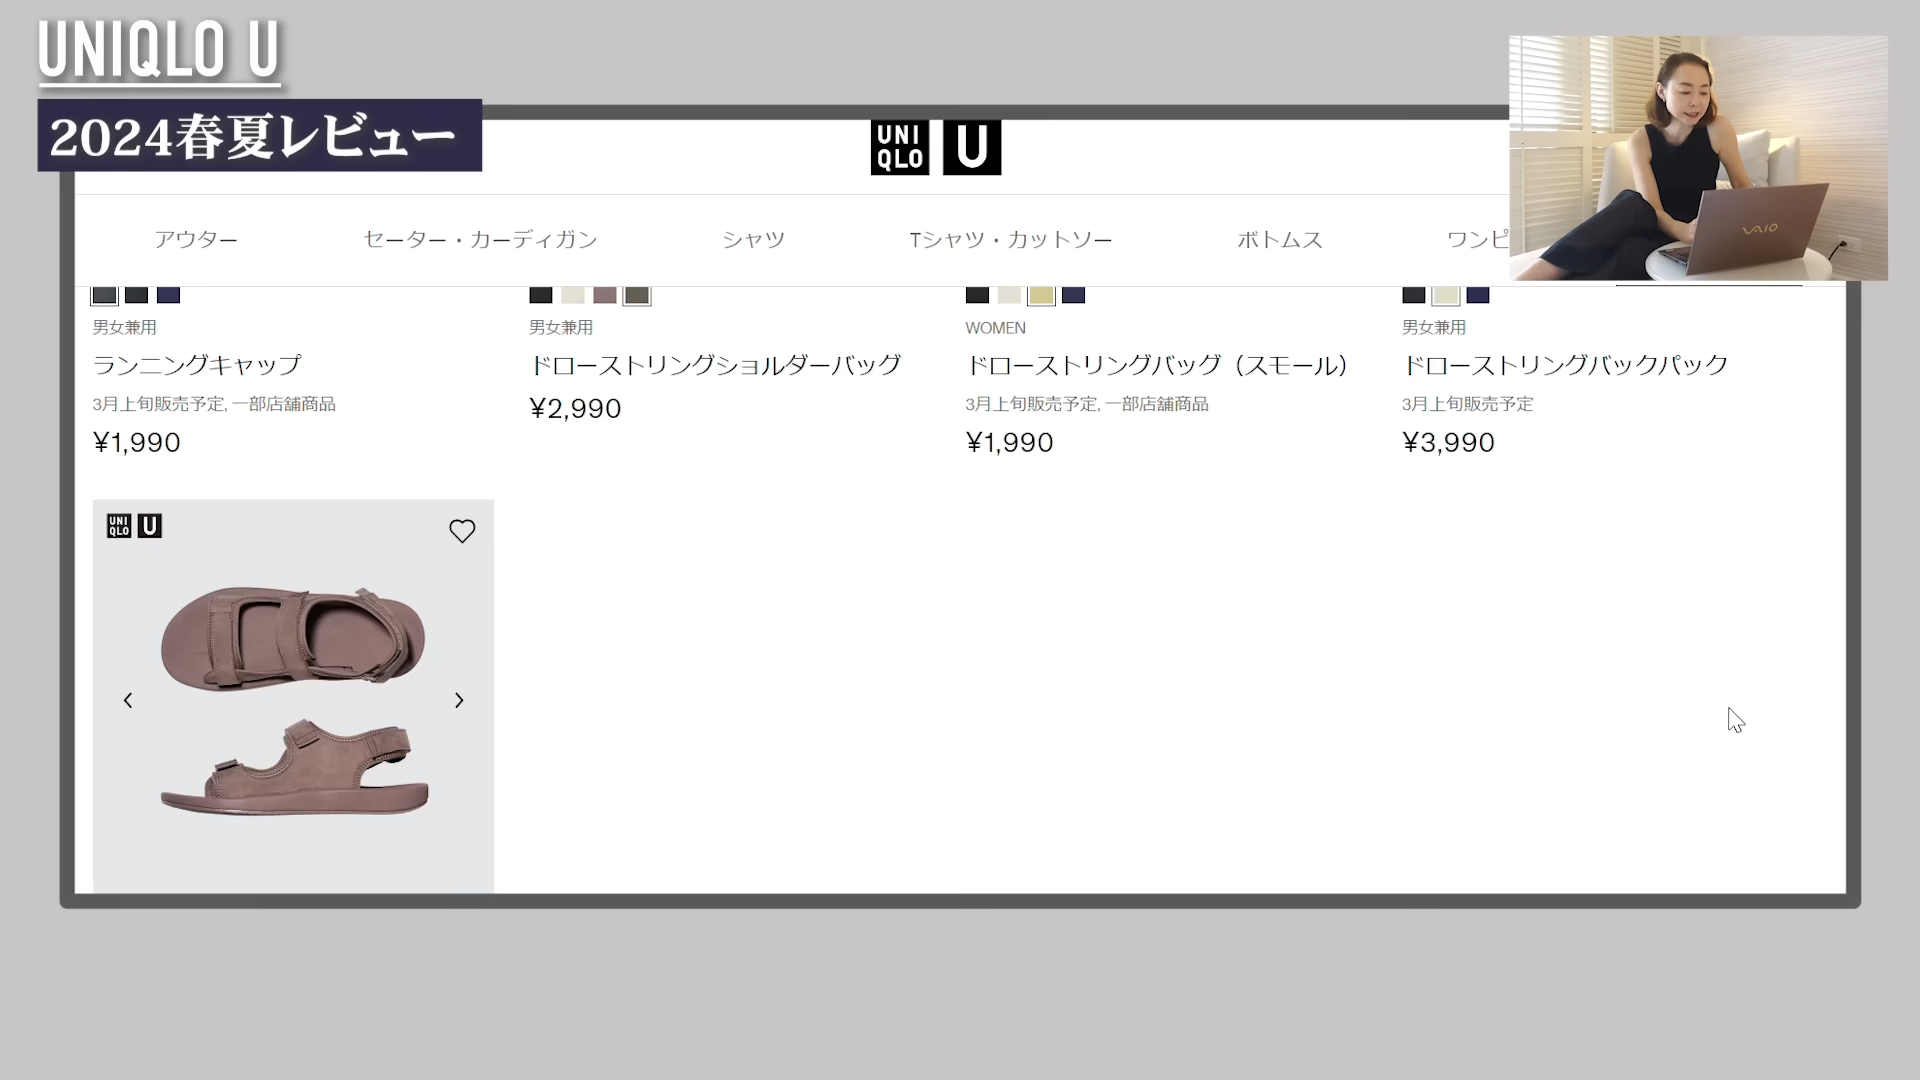 UNIQLO U
2024春夏レビュー
UNI
QLO
U
アウター
セーター・カーディガン
シャツ
Tシャツ・カットソー
ボトムス
ワンピ
男女兼用
ランニングキャップ
3月上旬販売予定, 一部店舗商品
¥1,990
男女兼用
ドローストリングショルダーバッグ
¥2,990
WOMEN
ドローストリングバッグ（スモール）
3月上旬販売予定, 一部店舗商品
¥1,990
男女兼用
ドローストリングバックパック
3月上旬販売予定
¥3,990
UNI
QLO
U
VAIO